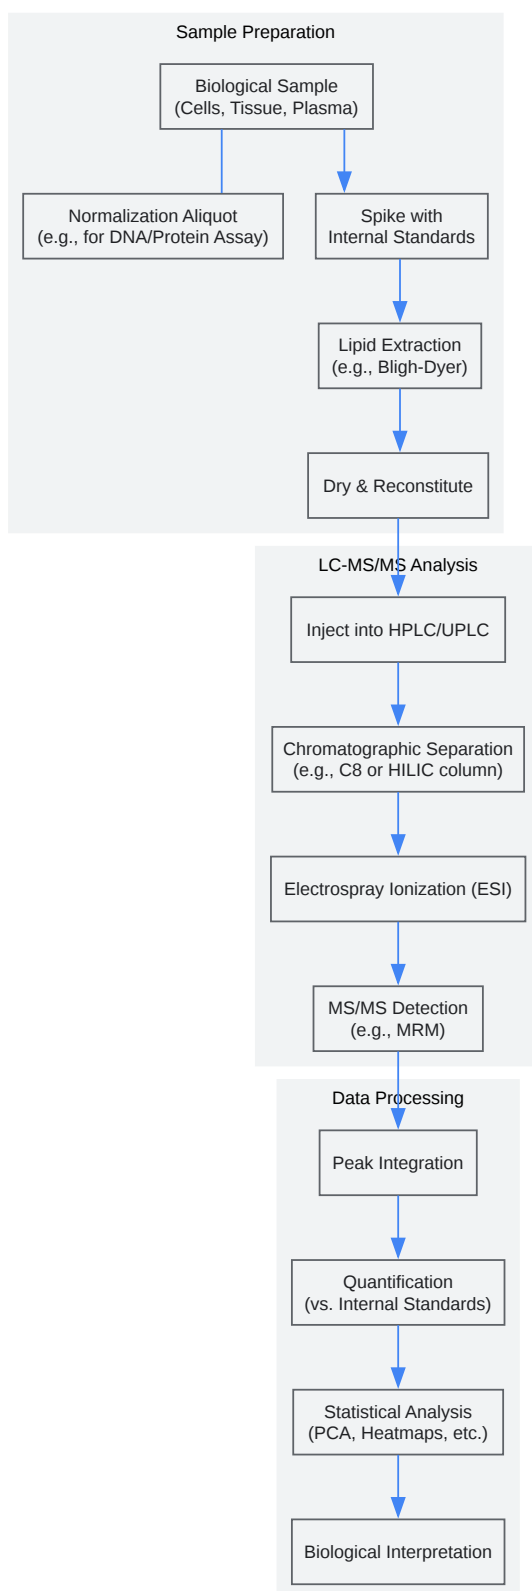 Sample Preparation
Biological Sample
(Cells, Tissue, Plasma)
Normalization Aliquot
(e.g., for DNA/Protein Assay)
Spike with
Internal Standards
Lipid Extraction
(e.g., Bligh-Dyer)
Dry & Reconstitute
LC-MS/MS Analysis
Inject into HPLC/UPLC
Chromatographic Separation
(e.g., C8 or HILIC column)
Electrospray Ionization (ESI)
MS/MS Detection
(e.g., MRM)
Data Processing
Peak Integration
Quantification
(vs. Internal Standards)
Statistical Analysis
(PCA, Heatmaps, etc.)
Biological Interpretation